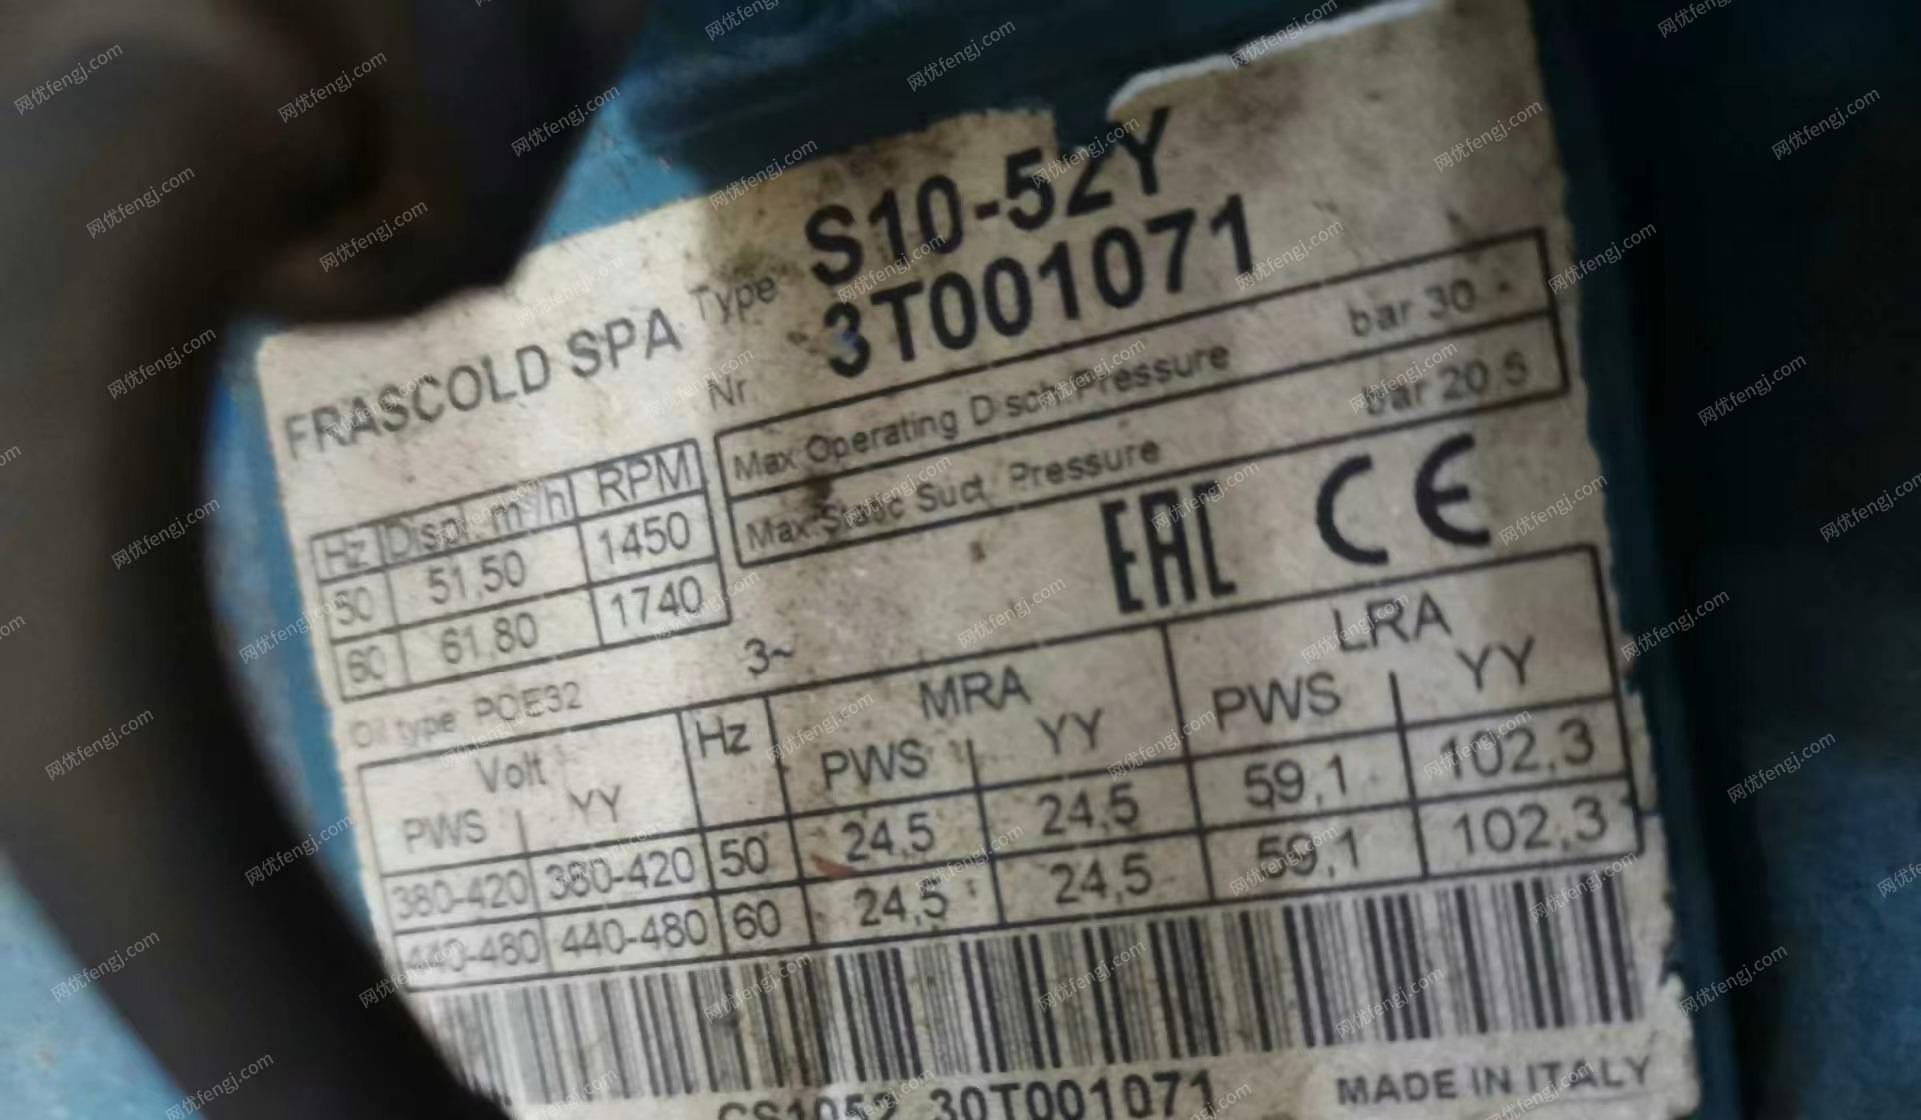 FRASCOLD SPA
Type S10-52Y
Nr. 3T001071
Max Operating Disch. Pressure bar 30
Max Static Suct. Pressure bar 20.5
Hz Displ. m³/h RPM
50 51,50 1450
60 61,80 1740
EAC CE
Oil type POE32 3~
Volt Hz MRA LRA
PWS YY PWS YY PWS YY
380-420 380-420 50 24,5 24,5 59,1 102,3
440-480 440-480 60 24,5 24,5 59,1 102,3
CS1052 30T001071
MADE IN ITALY
网优fengj.com